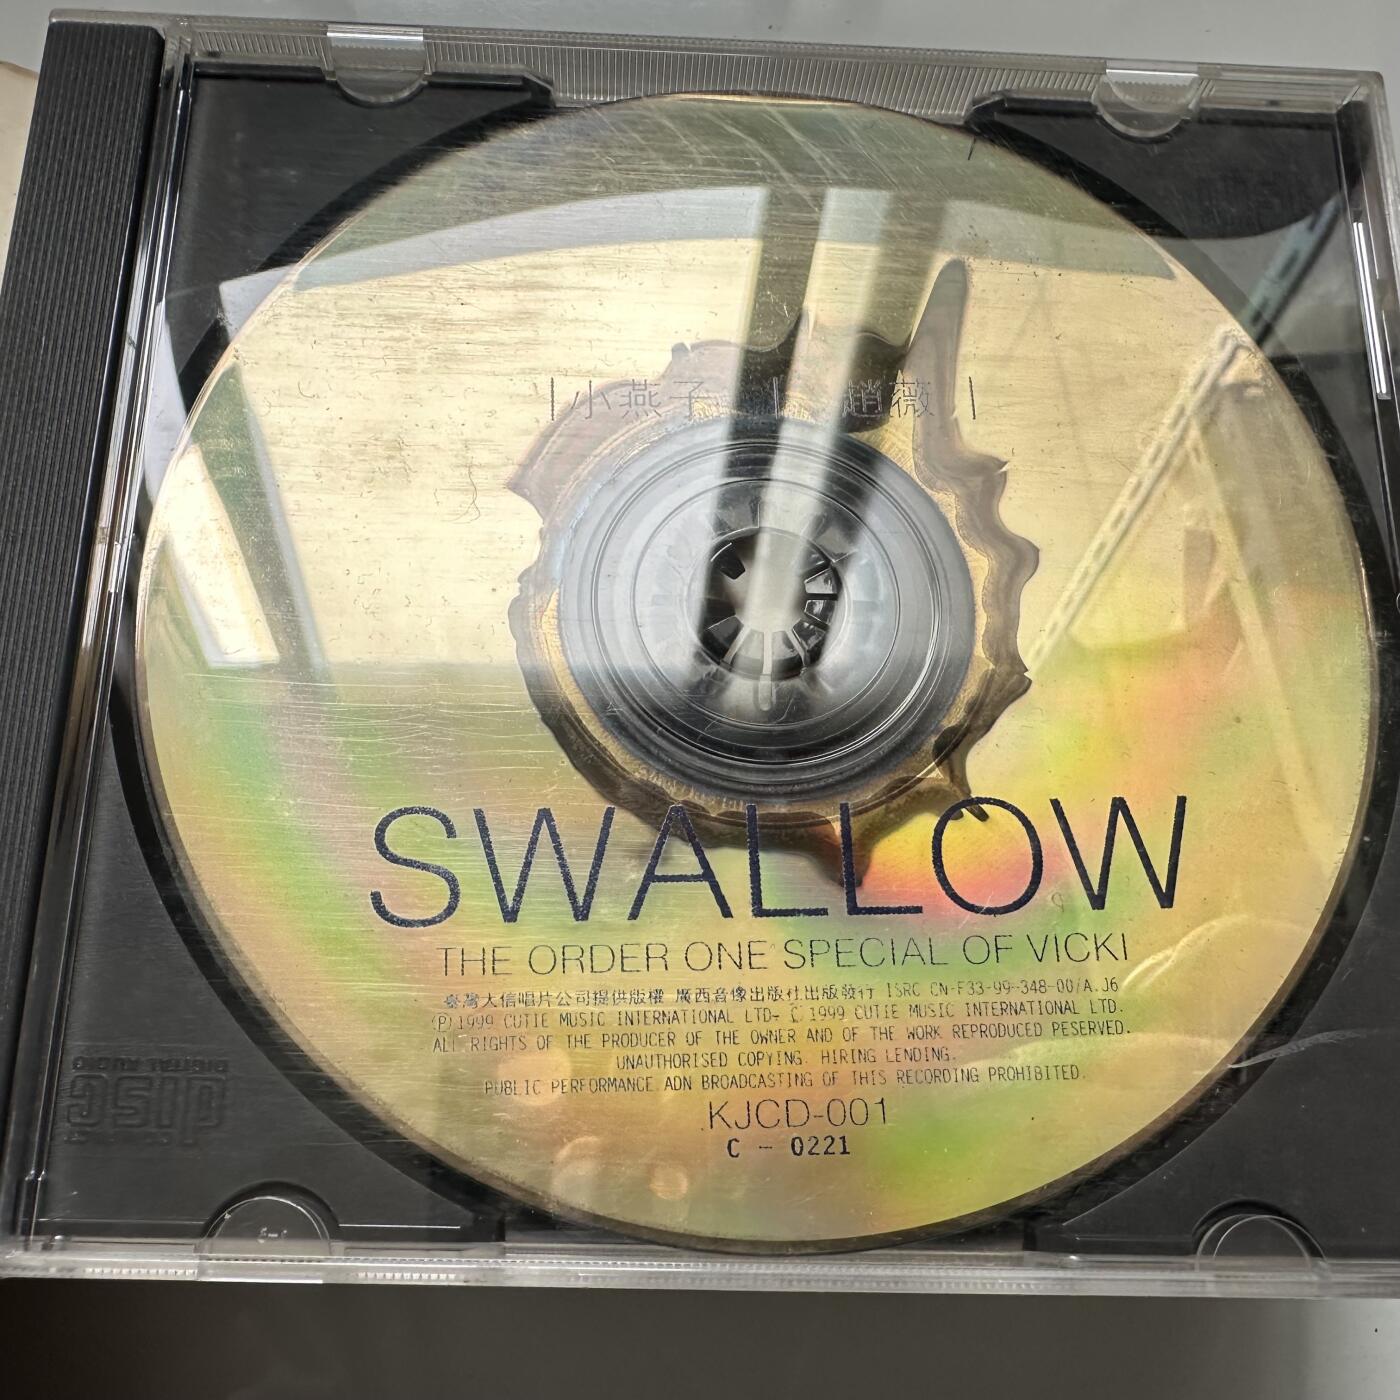 | 小燕子 | 趙薇 |
SWALLOW
THE ORDER ONE SPECIAL OF VICKI
臺灣大信唱片公司提供版權 廣西音像出版社出版發行 ISRC CN-F33-99-348-00/A.J6
Ⓟ1999 CUTIE MUSIC INTERNATIONAL LTD- © 1999 CUTIE MUSIC INTERNATIONAL LTD.
ALL RIGHTS OF THE PRODUCER OF THE OWNER AND OF THE WORK REPRODUCED PESERVED.
UNAUTHORISED COPYING. HIRING LENDING.
PUBLIC PERFORMANCE ADN BROADCASTING OF THIS RECORDING PROHIBITED.
KJCD-001
C - 0221
disc
DIGITAL AUDIO